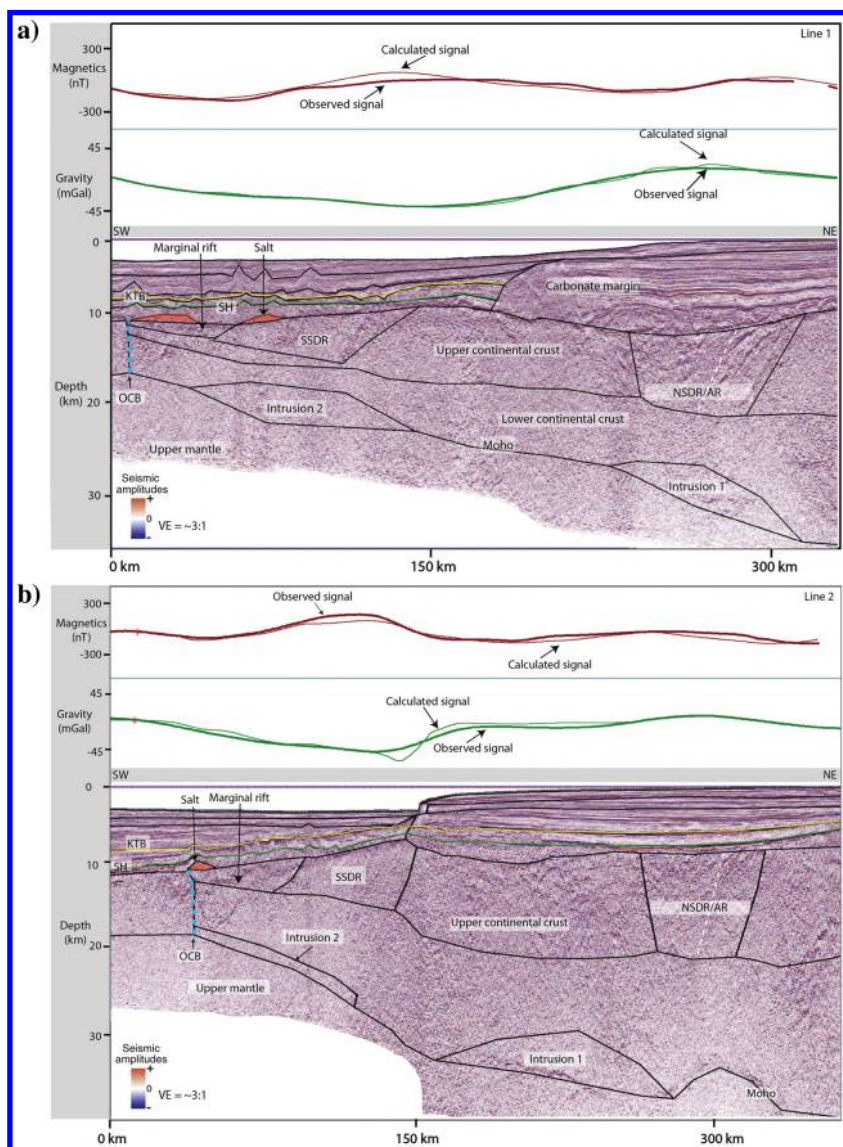 a)
Line 1
300
Magnetics
(nT)
-300
Calculated signal
Observed signal
45
Gravity
(mGal)
-45
Calculated signal
Observed signal
SW
NE
0
Marginal rift
Salt
KTB
SH
Carbonate margin
10
SSDR
Upper continental crust
NSDR/AR
OCB
Depth
(km)
20
Intrusion 2
Lower continental crust
Upper mantle
Moho
Intrusion 1
30
Seismic
amplitudes
+
0
-
VE = ~3:1
0 km
150 km
300 km
b)
Line 2
300
Magnetics
(nT)
-300
Observed signal
Calculated signal
45
Gravity
(mGal)
-45
Calculated signal
Observed signal
SW
NE
0
Salt
Marginal rift
KTB
SH
10
SSDR
NSDR/AR
Upper continental crust
Depth
(km)
20
OCB
Intrusion 2
Upper mantle
30
Intrusion 1
Moho
Seismic
amplitudes
+
0
-
VE = ~3:1
0 km
150 km
300 km